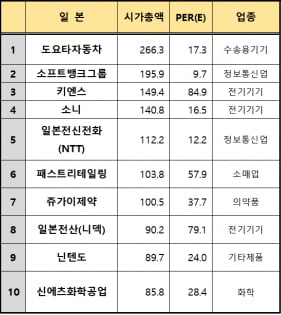 일 본 시가총액 PER(E) 업종
1 도요타자동차 266.3 17.3 수송용기기
2 소프트뱅크그룹 195.9 9.7 정보통신업
3 키엔스 149.4 84.9 전기기기
4 소니 140.8 16.5 전기기기
5 일본전신전화 (NTT) 112.2 12.2 정보통신업
6 패스트리테일링 103.8 57.9 소매업
7 쥬가이제약 100.5 37.7 의약품
8 일본전산(니덱) 90.2 79.1 전기기기
9 닌텐도 89.7 24.0 기타제품
10 신에츠화학공업 85.8 28.4 화학